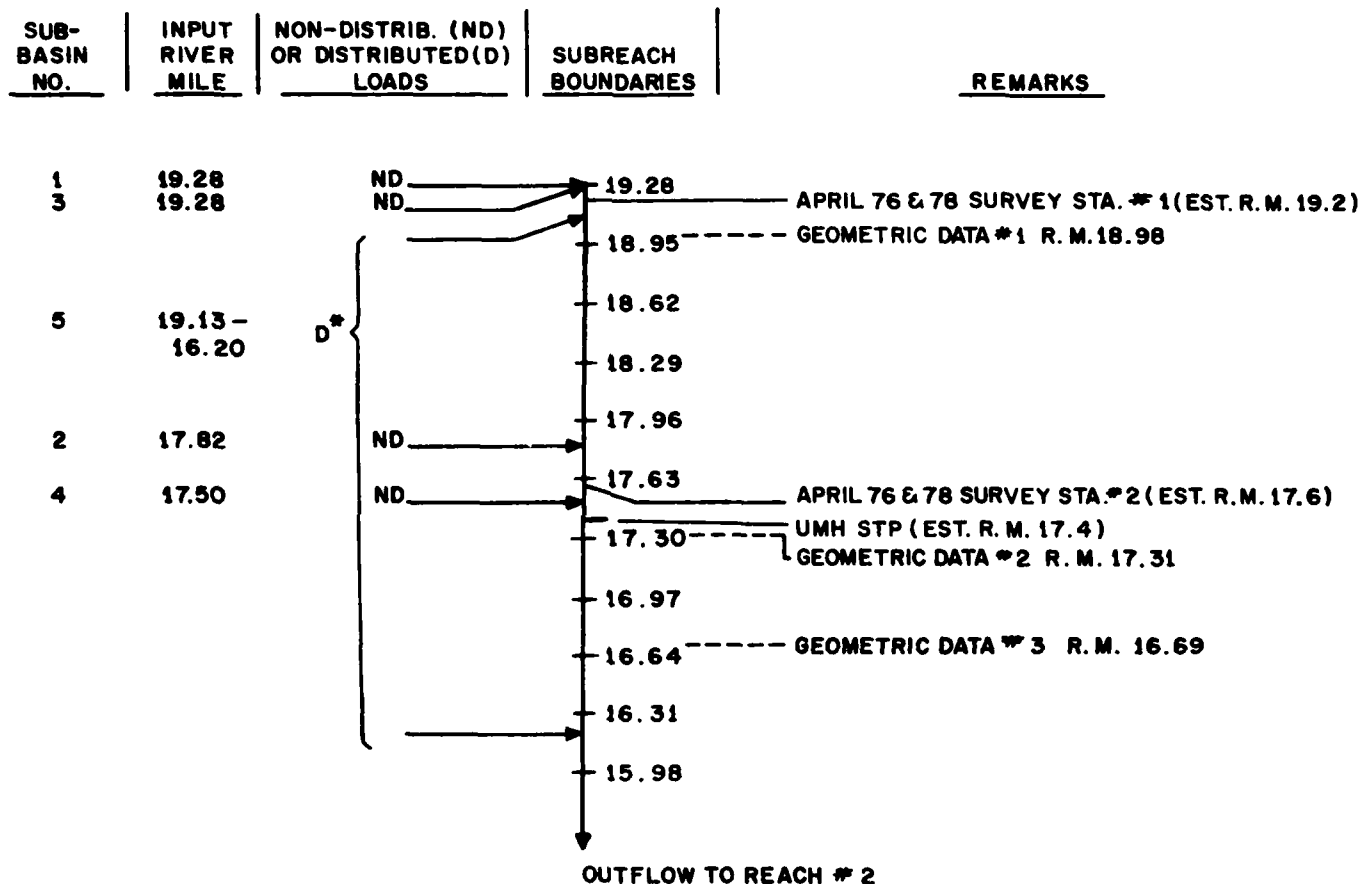 SUB-BASIN NO.
INPUT RIVER MILE
NON-DISTRIB. (ND) OR DISTRIBUTED(D) LOADS
SUBREACH BOUNDARIES
REMARKS
1 19.28 ND 19.28
3 19.28 ND
APRIL 76 & 78 SURVEY STA. # 1(EST. R.M. 19.2)
18.95 GEOMETRIC DATA #1 R.M.18.98
18.62
5 19.13 – 16.20 D*
18.29
17.96
2 17.82 ND
17.63
4 17.50 ND
APRIL 76 & 78 SURVEY STA.#2 (EST. R.M. 17.6)
UMH STP (EST. R.M. 17.4)
17.30
GEOMETRIC DATA #2 R.M. 17.31
16.97
16.64 GEOMETRIC DATA # 3 R.M. 16.69
16.31
15.98
OUTFLOW TO REACH # 2